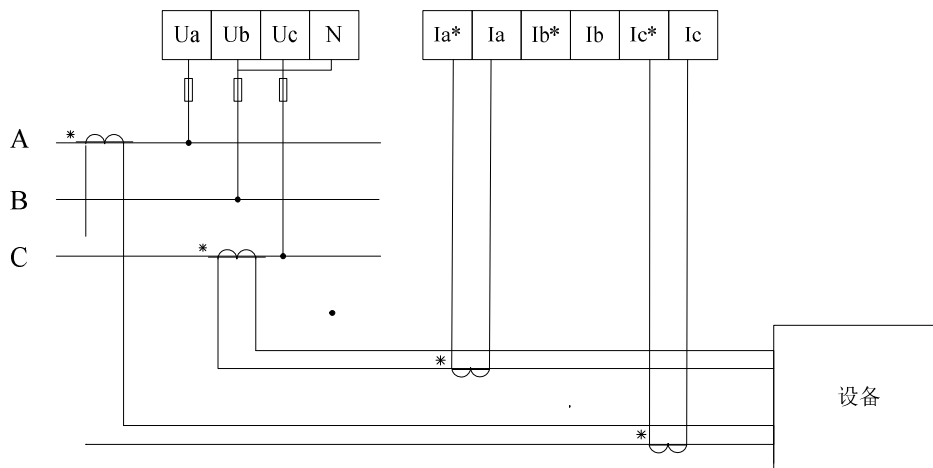 Ua Ub Uc N Ia* Ia Ib* Ib Ic* Ic
A *
B
C *
*
设备
*